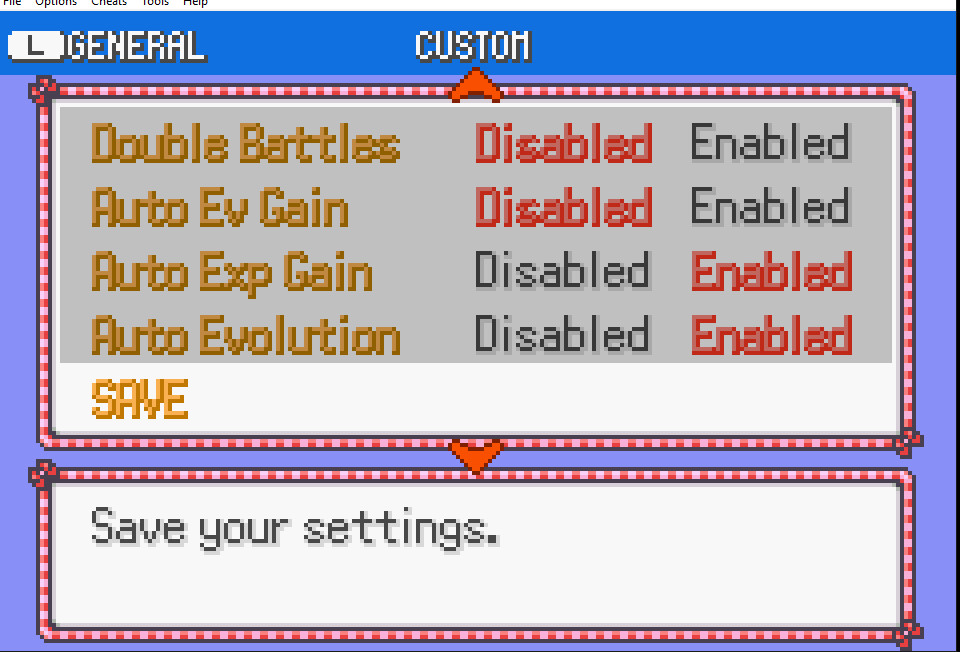 File Options Cheats Tools Help
L GENERAL CUSTOM
Double Battles Disabled Enabled
Auto Ev Gain Disabled Enabled
Auto Exp Gain Disabled Enabled
Auto Evolution Disabled Enabled
SAVE
Save your settings.